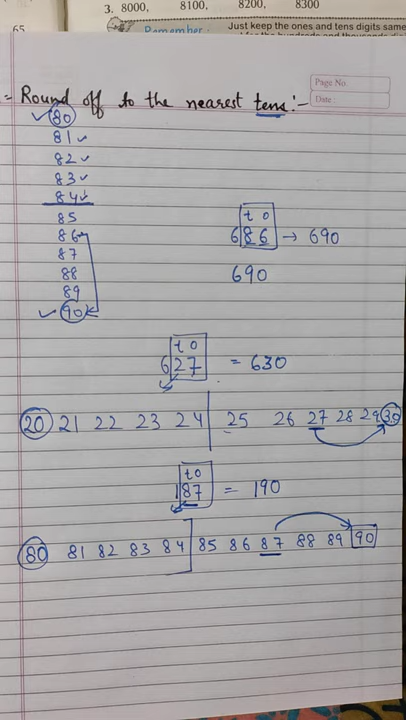 3. 8000, 8100, 8200, 8300
65
Remember Just keep the ones and tens digits same
Page No.
Date
= Round off to the nearest tens:-
80
81
82
83
84
85
86
87
88
89
90
t o
686 → 690
690
t o
627 = 630
20 21 22 23 24 25 26 27 28 29 30
t o
187 = 190
80 81 82 83 84 85 86 87 88 89 90